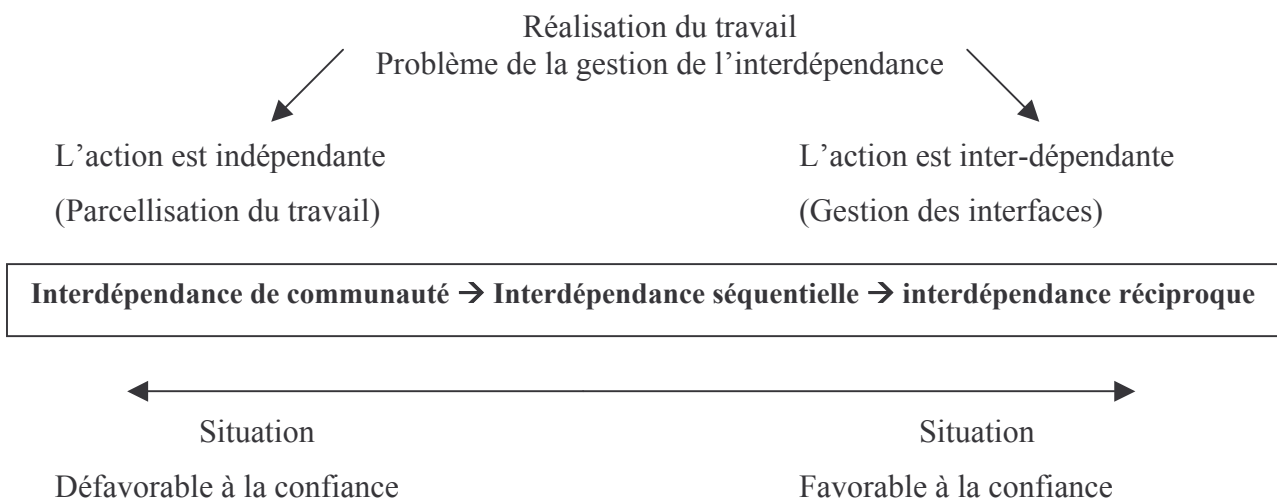 Réalisation du travail
Problème de la gestion de l’interdépendance
L’action est indépendante
(Parcellisation du travail)
L’action est inter-dépendante
(Gestion des interfaces)
Interdépendance de communauté → Interdépendance séquentielle → interdépendance réciproque
Situation
Défavorable à la confiance
Situation
Favorable à la confiance